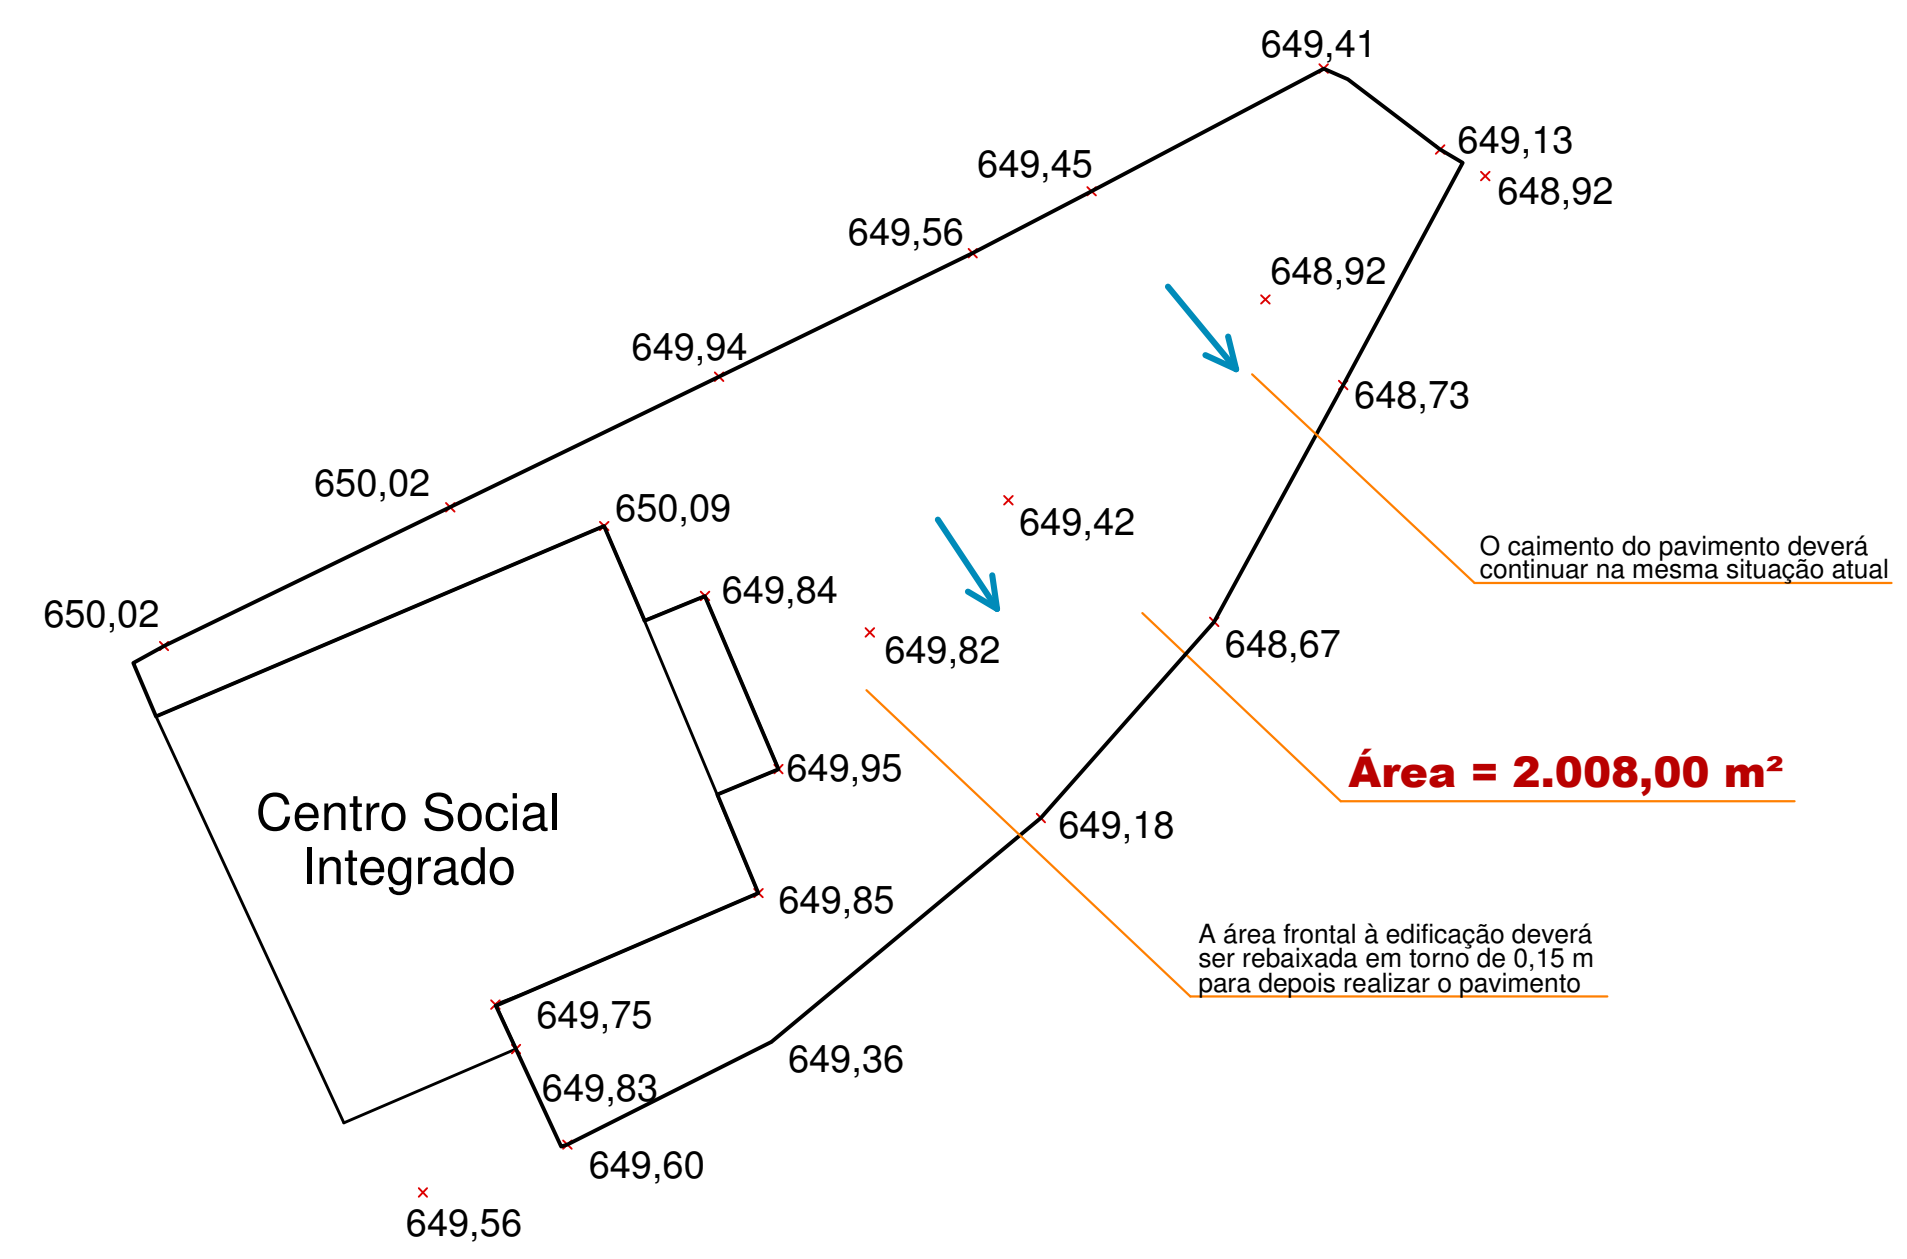 649,41
649,13
649,45
648,92
649,56
648,92
649,94
648,73
650,02
650,09
649,42
O caimento do pavimento deverá
continuar na mesma situação atual
649,84
650,02
649,82
648,67
649,95
Área = 2.008,00 m²
Centro Social
Integrado
649,18
649,85
A área frontal à edificação deverá
ser rebaixada em torno de 0,15 m
para depois realizar o pavimento
649,75
649,36
649,83
649,60
649,56